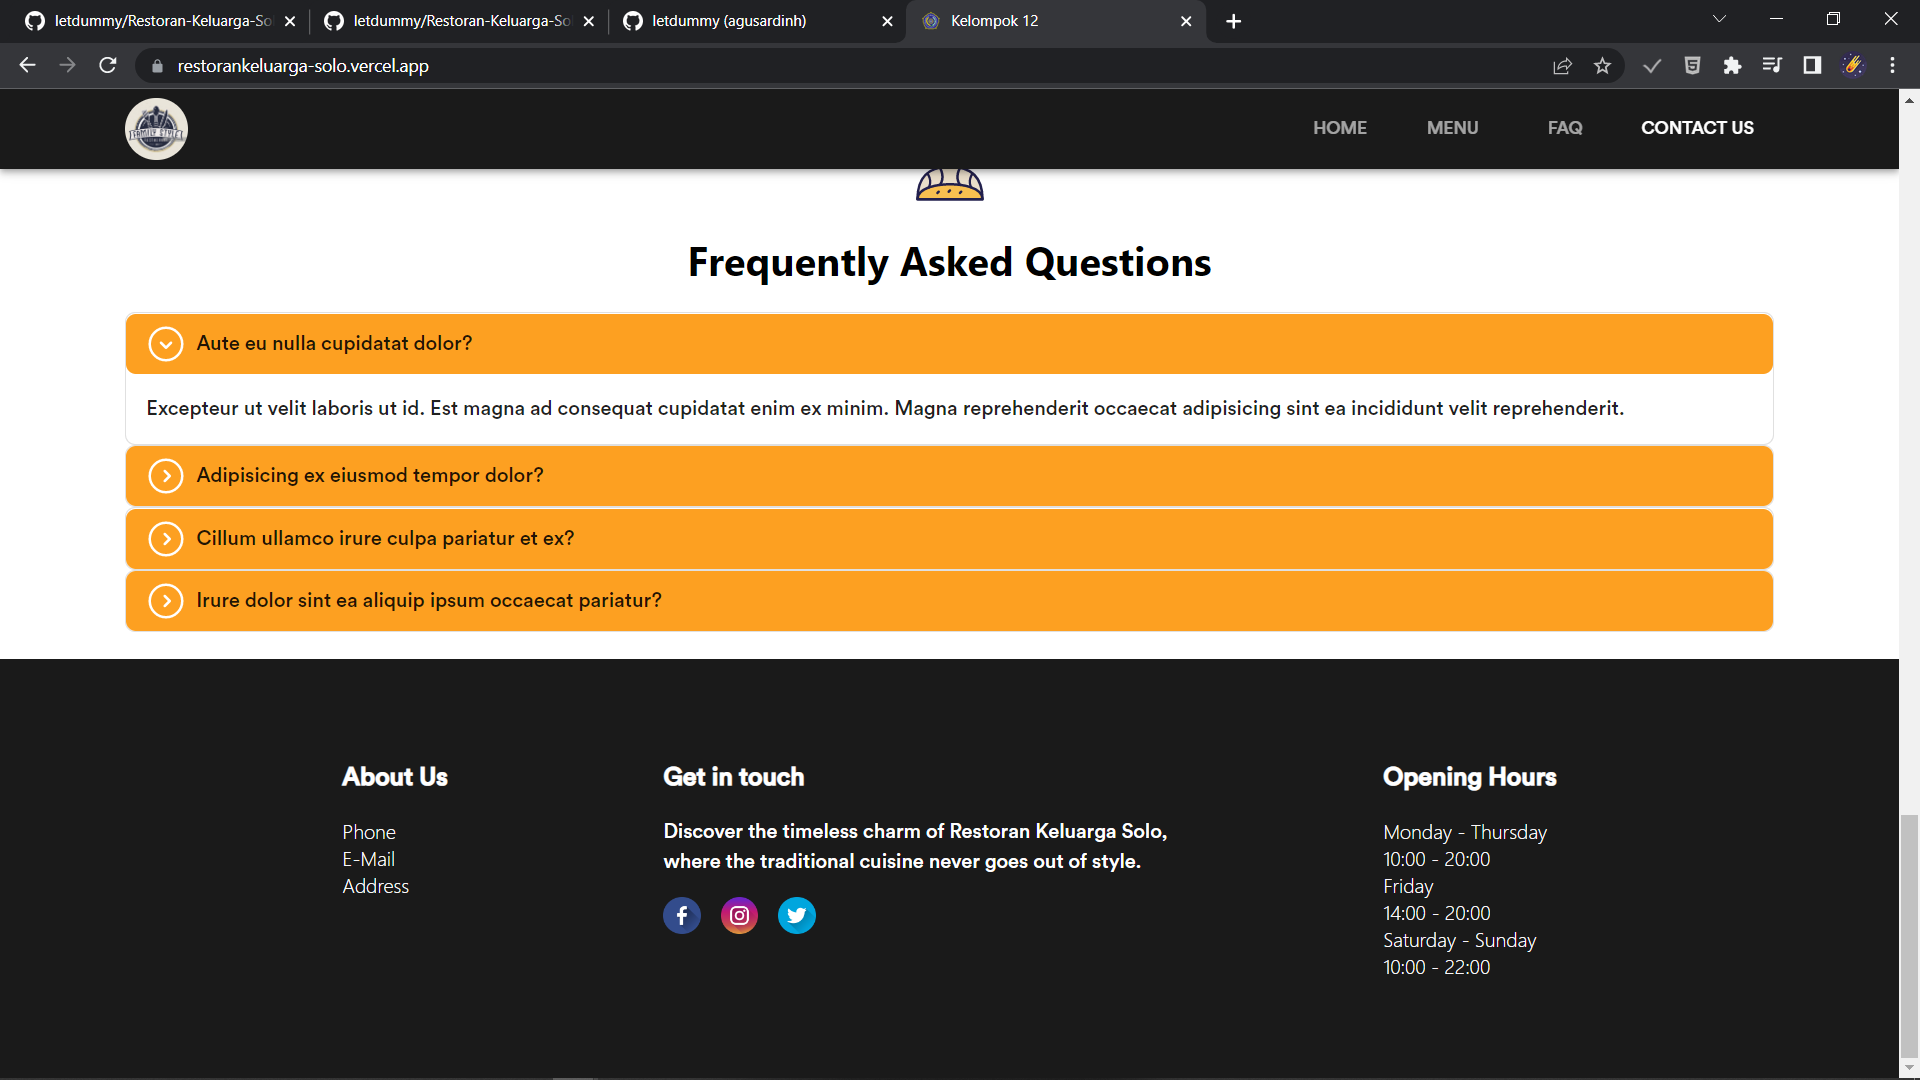 letdummy/Restoran-Keluarga-So
letdummy/Restoran-Keluarga-So
letdummy (agusardinh)
Kelompok 12
restorankeluarga-solo.vercel.app
FAMILY STYLE
HOME
MENU
FAQ
CONTACT US
Frequently Asked Questions
Aute eu nulla cupidatat dolor?
Excepteur ut velit laboris ut id. Est magna ad consequat cupidatat enim ex minim. Magna reprehenderit occaecat adipisicing sint ea incididunt velit reprehenderit.
Adipisicing ex eiusmod tempor dolor?
Cillum ullamco irure culpa pariatur et ex?
Irure dolor sint ea aliquip ipsum occaecat pariatur?
About Us
Phone
E-Mail
Address
Get in touch
Discover the timeless charm of Restoran Keluarga Solo,
where the traditional cuisine never goes out of style.
Opening Hours
Monday - Thursday
10:00 - 20:00
Friday
14:00 - 20:00
Saturday - Sunday
10:00 - 22:00